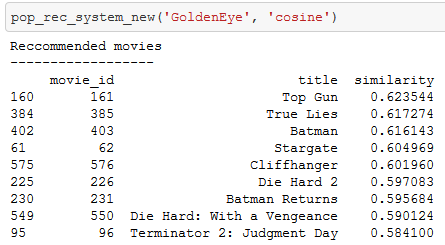 pop_rec_system_new('GoldenEye', 'cosine')
Reccommended movies
------------------
movie_id title similarity
160 161 Top Gun 0.623544
384 385 True Lies 0.617274
402 403 Batman 0.616143
61 62 Stargate 0.604969
575 576 Cliffhanger 0.601960
225 226 Die Hard 2 0.597083
230 231 Batman Returns 0.595684
549 550 Die Hard: With a Vengeance 0.590124
95 96 Terminator 2: Judgment Day 0.584100